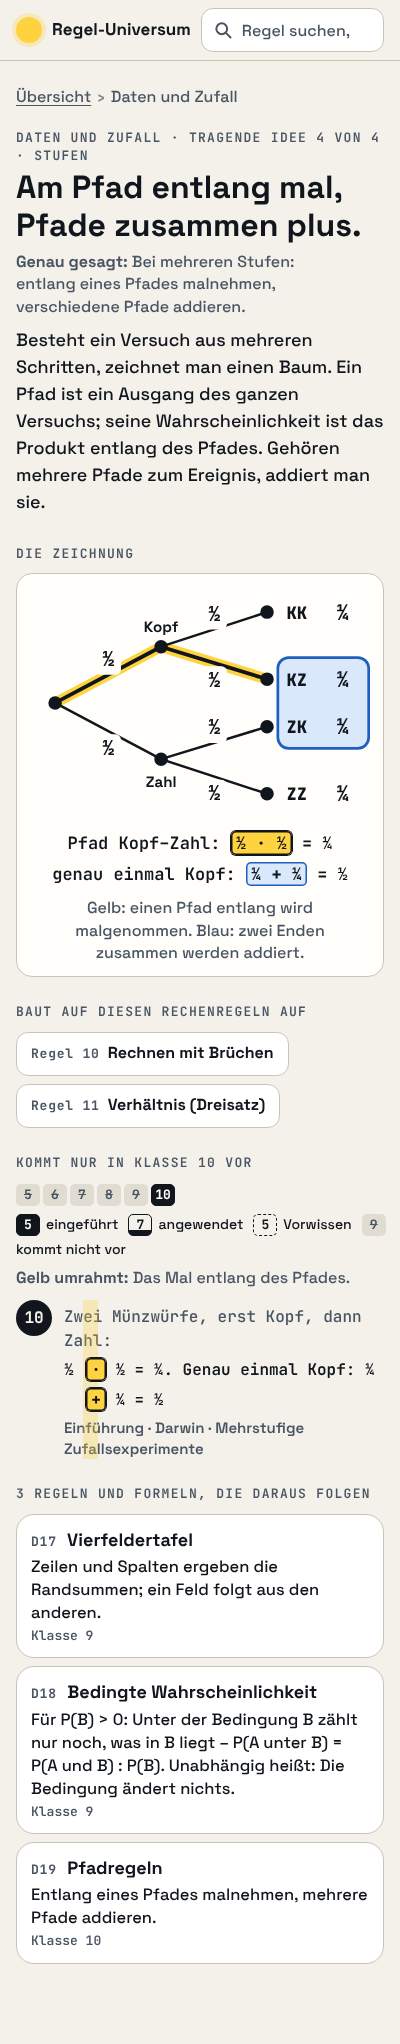 Regel-Universum
Regel suchen,
Übersicht > Daten und Zufall
DATEN UND ZUFALL · TRAGENDE IDEE 4 VON 4
· STUFEN
Am Pfad entlang mal,
Pfade zusammen plus.
Genau gesagt: Bei mehreren Stufen:
entlang eines Pfades malnehmen,
verschiedene Pfade addieren.
Besteht ein Versuch aus mehreren
Schritten, zeichnet man einen Baum. Ein
Pfad ist ein Ausgang des ganzen
Versuchs; seine Wahrscheinlichkeit ist das
Produkt entlang des Pfades. Gehören
mehrere Pfade zum Ereignis, addiert man
sie.
DIE ZEICHNUNG
½ KK ¼
Kopf
½
½ KZ ¼
½ ZK ¼
½
Zahl
½ ZZ ¼
Pfad Kopf-Zahl: ½ · ½ = ¼
genau einmal Kopf: ¼ + ¼ = ½
Gelb: einen Pfad entlang wird
malgenommen. Blau: zwei Enden
zusammen werden addiert.
BAUT AUF DIESEN RECHENREGELN AUF
Regel 10 Rechnen mit Brüchen
Regel 11 Verhältnis (Dreisatz)
KOMMT NUR IN KLASSE 10 VOR
5 6 7 8 9 10
5 eingeführt 7 angewendet 5 Vorwissen 9
kommt nicht vor
Gelb umrahmt: Das Mal entlang des Pfades.
10 Zwei Münzwürfe, erst Kopf, dann
Zahl:
½ · ½ = ¼. Genau einmal Kopf: ¼
+ ¼ = ½
Einführung · Darwin · Mehrstufige
Zufallsexperimente
3 REGELN UND FORMELN, DIE DARAUS FOLGEN
D17 Vierfeldertafel
Zeilen und Spalten ergeben die
Randsummen; ein Feld folgt aus den
anderen.
Klasse 9
D18 Bedingte Wahrscheinlichkeit
Für P(B) > 0: Unter der Bedingung B zählt
nur noch, was in B liegt – P(A unter B) =
P(A und B) : P(B). Unabhängig heißt: Die
Bedingung ändert nichts.
Klasse 9
D19 Pfadregeln
Entlang eines Pfades malnehmen, mehrere
Pfade addieren.
Klasse 10